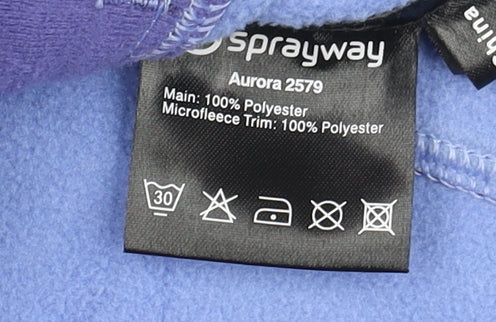 sprayway
Aurora 2579
Main: 100% Polyester
Microfleece Trim: 100% Polyester
30